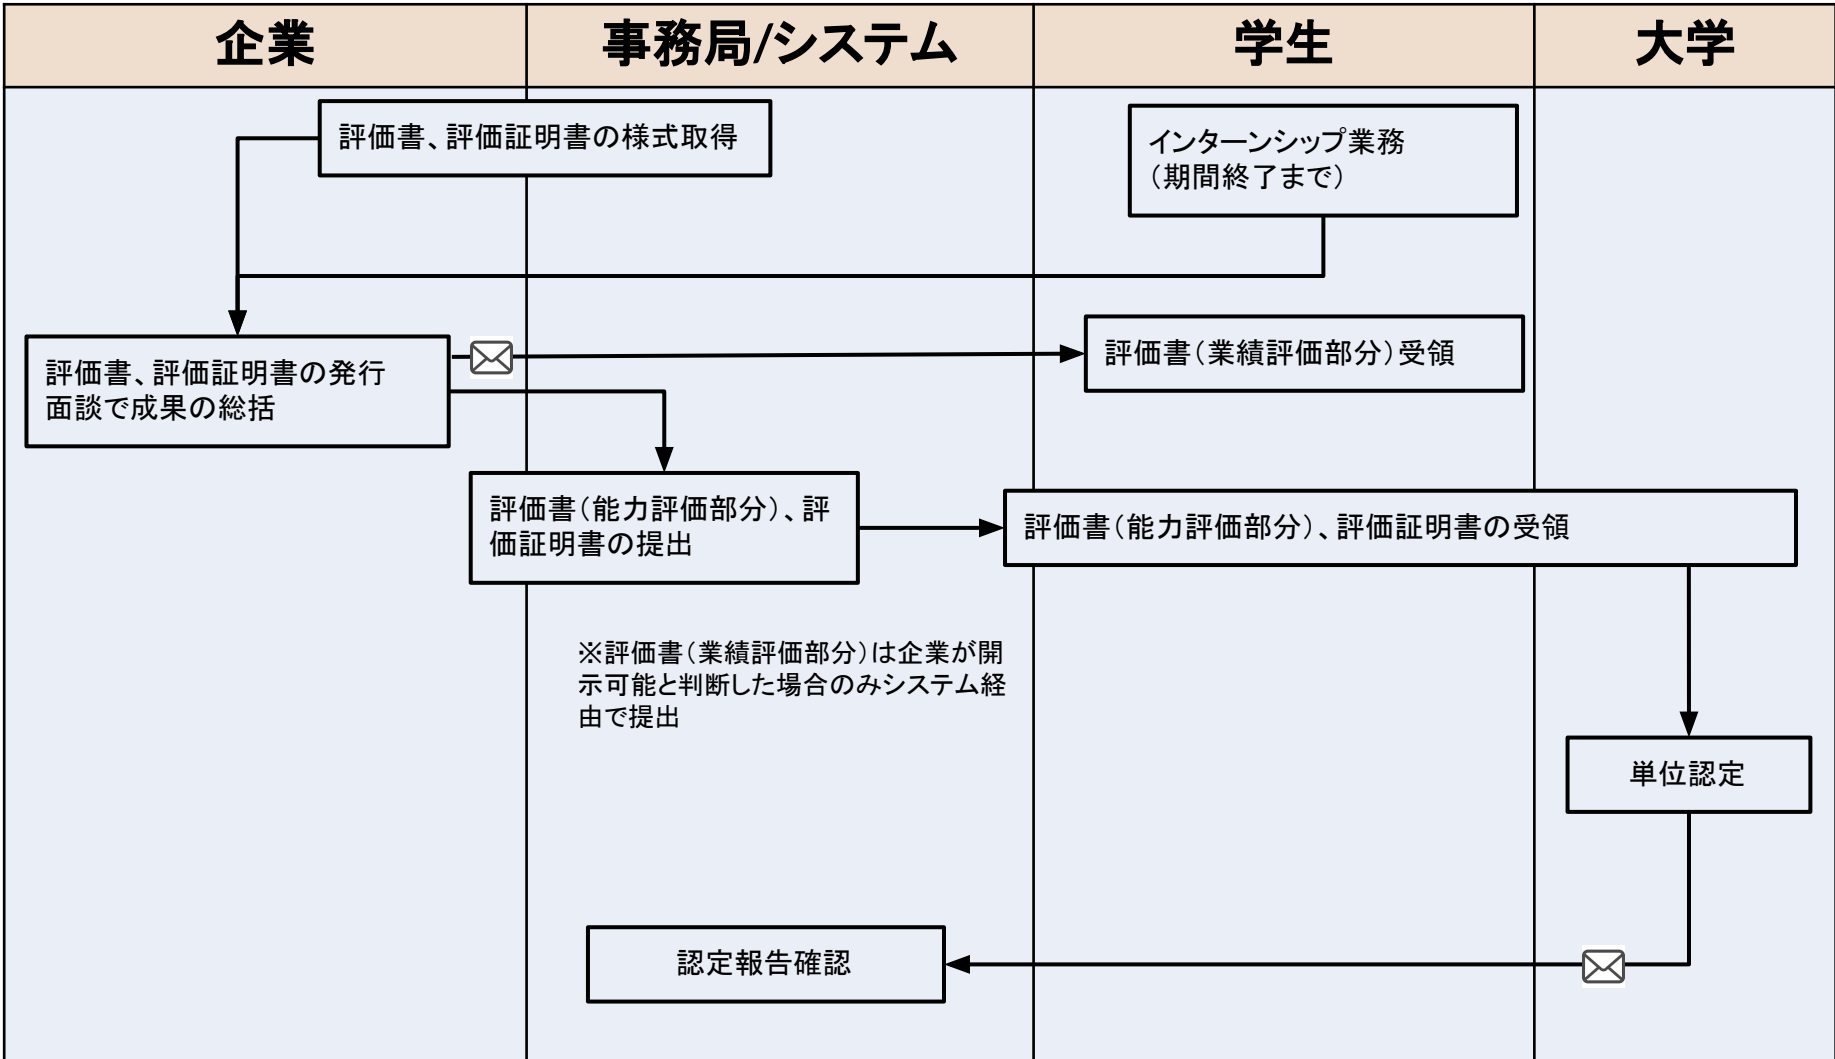 企業
事務局/システム
学生
大学
評価書、評価証明書の様式取得
インターンシップ業務
（期間終了まで）
評価書、評価証明書の発行
面談で成果の総括
評価書（業績評価部分）受領
評価書（能力評価部分）、評
価証明書の提出
評価書（能力評価部分）、評価証明書の受領
※評価書（業績評価部分）は企業が開
示可能と判断した場合のみシステム経
由で提出
単位認定
認定報告確認